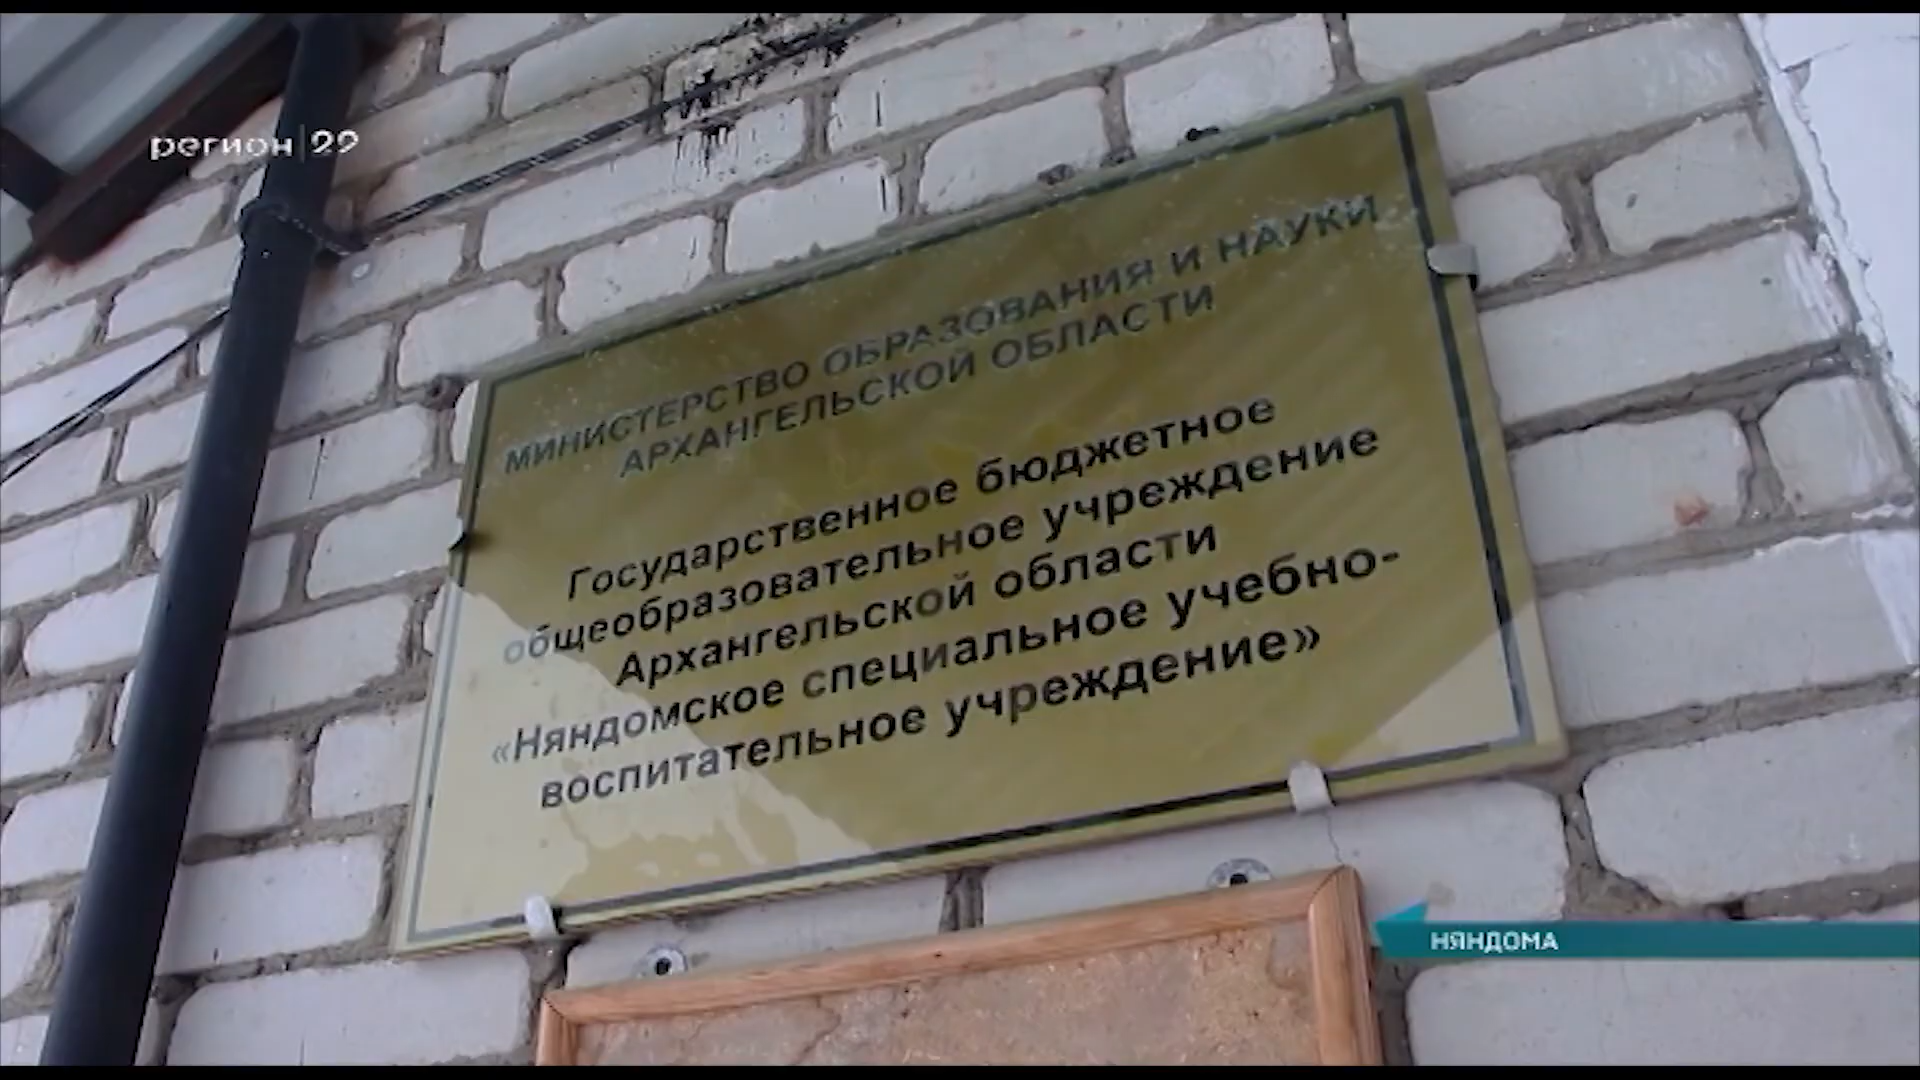 регион|29
МИНИСТЕРСТВО ОБРАЗОВАНИЯ И НАУКИ
АРХАНГЕЛЬСКОЙ ОБЛАСТИ
Государственное бюджетное
общеобразовательное учреждение
Архангельской области
«Няндомское специальное учебно-
воспитательное учреждение»
НЯНДОМА